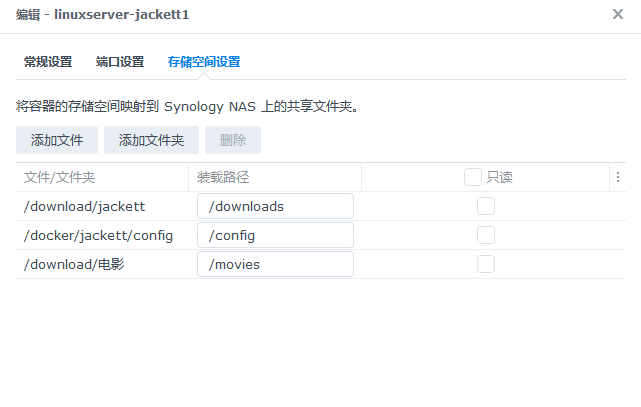 编辑 - linuxserver-jackett1
常规设置 端口设置 存储空间设置
将容器的存储空间映射到 Synology NAS 上的共享文件夹。
添加文件 添加文件夹 删除
文件/文件夹 装载路径 只读
/download/jackett /downloads
/docker/jackett/config /config
/download/电影 /movies